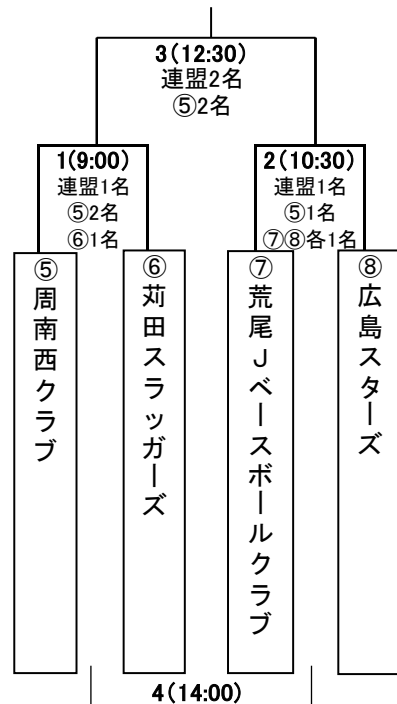 3(12:30)
連盟2名
⑤2名
1(9:00)
連盟1名
⑤2名
⑥1名
2(10:30)
連盟1名
⑤1名
⑦⑧各1名
⑤周南西クラブ
⑥苅田スラッガーズ
⑦荒尾Jベースボールクラブ
⑧広島スターズ
4(14:00)